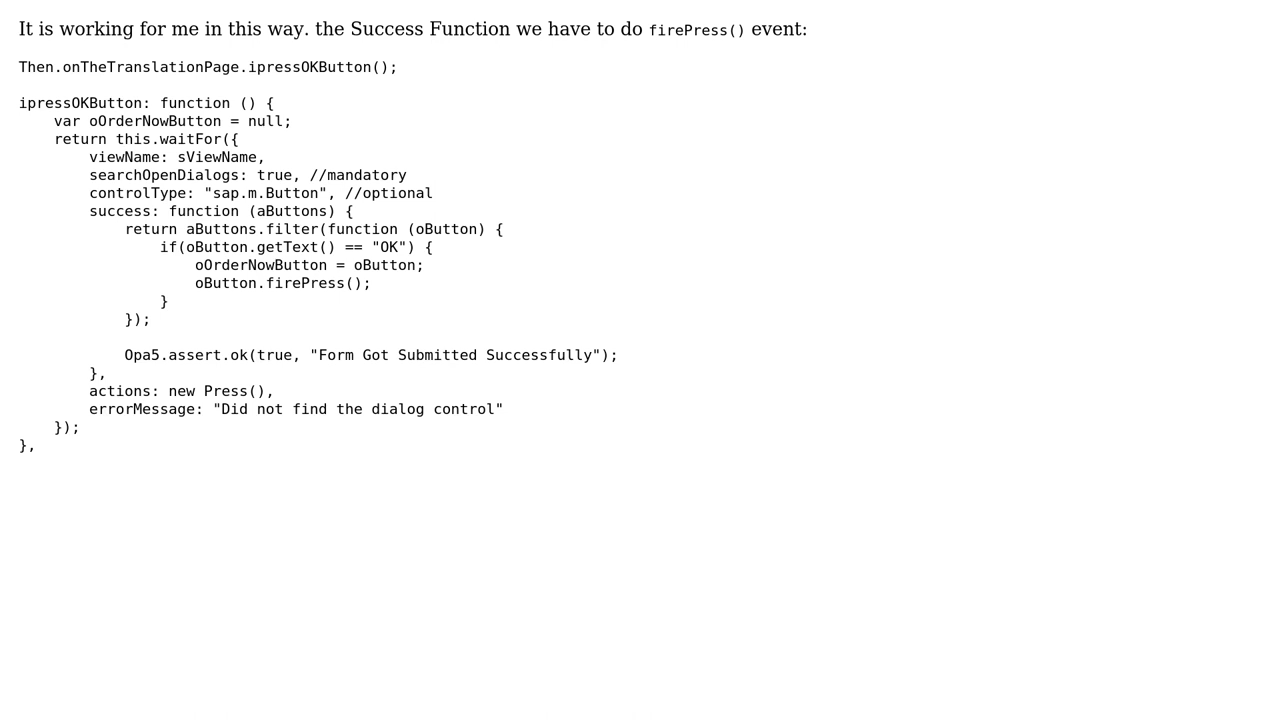 It is working for me in this way. the Success Function we have to do firePress() event:
Then.onTheTranslationPage.ipressOKButton();
ipressOKButton: function () {
    var oOrderNowButton = null;
    return this.waitFor({
        viewName: sViewName,
        searchOpenDialogs: true, //mandatory
        controlType: "sap.m.Button", //optional
        success: function (aButtons) {
            return aButtons.filter(function (oButton) {
                if(oButton.getText() == "OK") {
                    oOrderNowButton = oButton;
                    oButton.firePress();
                }
            });
            Opa5.assert.ok(true, "Form Got Submitted Successfully");
        },
        actions: new Press(),
        errorMessage: "Did not find the dialog control"
    });
},